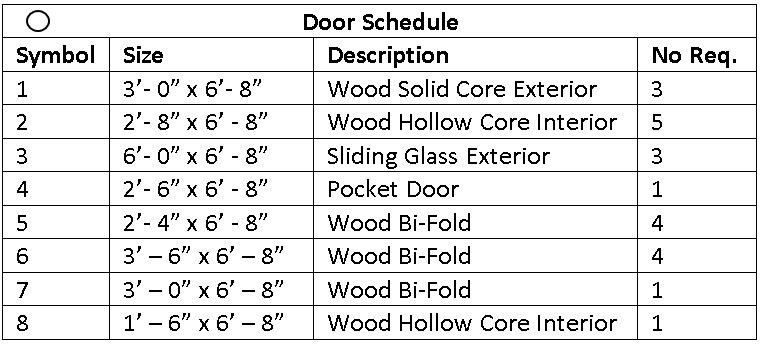 Door Schedule
Symbol Size Description No Req.
1 3’- 0” x 6’- 8” Wood Solid Core Exterior 3
2 2’- 8” x 6’ - 8” Wood Hollow Core Interior 5
3 6’- 0” x 6’ - 8” Sliding Glass Exterior 3
4 2’- 6” x 6’ - 8” Pocket Door 1
5 2’- 4” x 6’ - 8” Wood Bi-Fold 4
6 3’ – 6” x 6’ – 8” Wood Bi-Fold 4
7 3’ – 0” x 6’ – 8” Wood Bi-Fold 1
8 1’ – 6” x 6’ – 8” Wood Hollow Core Interior 1